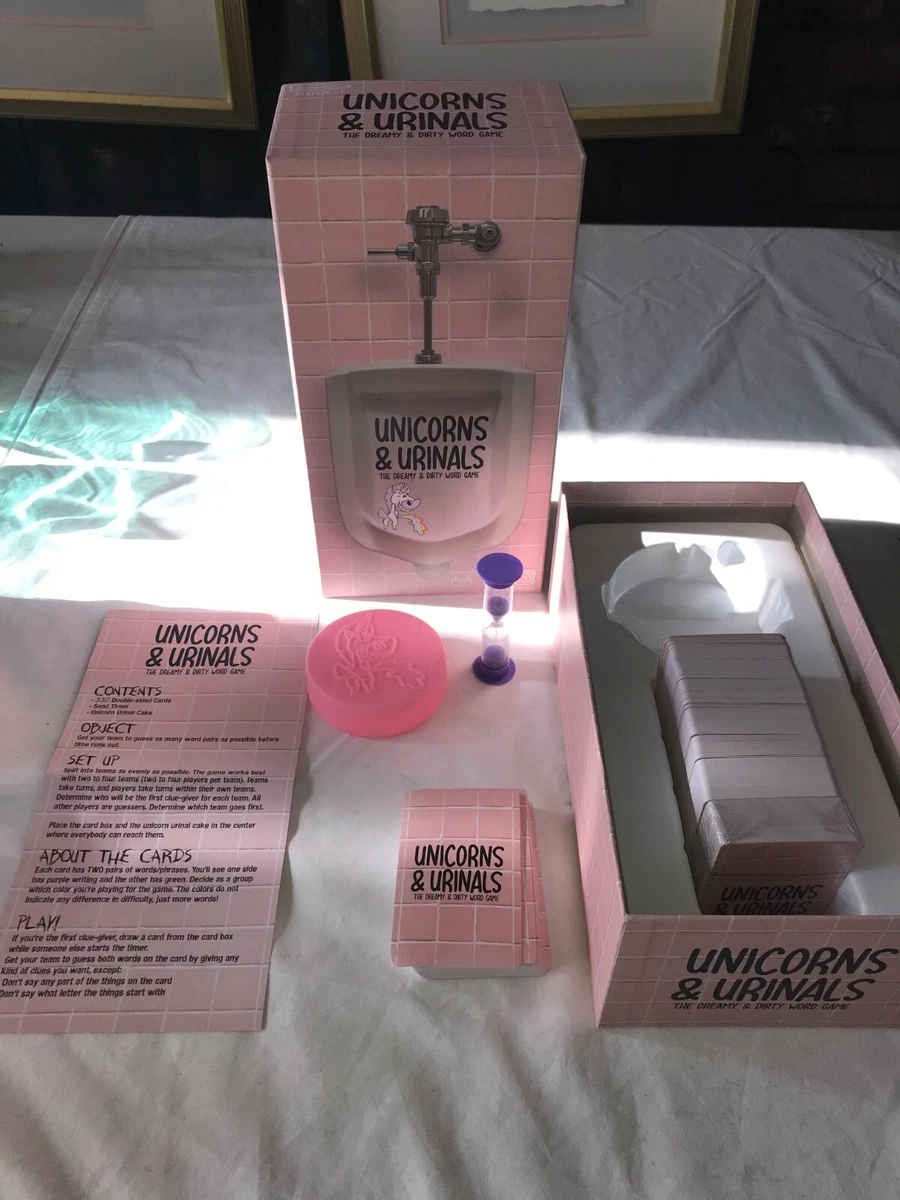 UNICORNS
& URINALS
THE DREAMY & DIRTY WORD GAME
UNICORNS
& URINALS
THE DREAMY & DIRTY WORD GAME
UNICORNS
& URINALS
THE DREAMY & DIRTY WORD GAME
CONTENTS
- 550 Double-sided Cards
- Sand Timer
- Unicorn Urinal Cake
OBJECT
Get your team to guess as many word pairs as possible before
time runs out.
SET UP
Split into teams as evenly as possible. The game works best
with two to four teams (two to four players per team). Teams
take turns, and players take turns within their own teams.
Determine who will be the first clue-giver for each team. All
other players are guessers. Determine which team goes first.
Place the card box and the unicorn urinal cake in the center
where everybody can reach them.
ABOUT THE CARDS
Each card has TWO pairs of words/phrases. You'll see one side
has purple writing and the other has green. Decide as a group
which color you're playing for the game. The colors do not
indicate any difference in difficulty, just more words!
PLAY!
If you're the first clue-giver, draw a card from the card box
while someone else starts the timer.
Get your team to guess both words on the card by giving any
kind of clues you want, except:
Don't say any part of the things on the card
Don't say what letter the things start with
UNICORNS
& URINALS
THE DREAMY & DIRTY WORD GAME
UNICORNS
& URINALS
UNICORNS
& URINALS
THE DREAMY & DIRTY WORD GAME